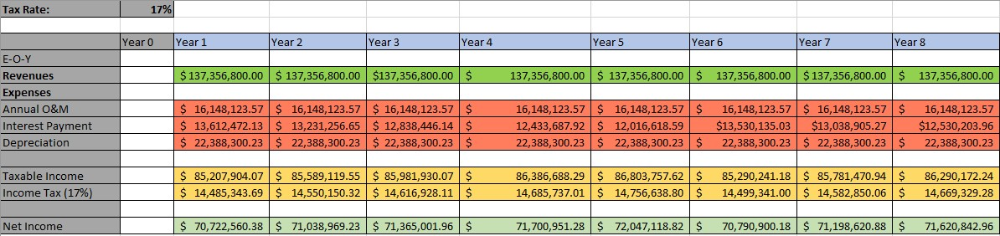 Tax Rate: 17%
Year 0 Year 1 Year 2 Year 3 Year 4 Year 5 Year 6 Year 7 Year 8
E-O-Y
Revenues $ 137,356,800.00 $ 137,356,800.00 $137,356,800.00 $ 137,356,800.00 $ 137,356,800.00 $ 137,356,800.00 $ 137,356,800.00 $ 137,356,800.00
Expenses
Annual O&M $ 16,148,123.57 $ 16,148,123.57 $ 16,148,123.57 $ 16,148,123.57 $ 16,148,123.57 $ 16,148,123.57 $ 16,148,123.57 $ 16,148,123.57
Interest Payment $ 13,612,472.13 $ 13,231,256.65 $ 12,838,446.14 $ 12,433,687.92 $ 12,016,618.59 $13,530,135.03 $13,038,905.27 $12,530,203.96
Depreciation $ 22,388,300.23 $ 22,388,300.23 $ 22,388,300.23 $ 22,388,300.23 $ 22,388,300.23 $ 22,388,300.23 $ 22,388,300.23 $ 22,388,300.23
Taxable Income $ 85,207,904.07 $ 85,589,119.55 $ 85,981,930.07 $ 86,386,688.29 $ 86,803,757.62 $ 85,290,241.18 $ 85,781,470.94 $ 86,290,172.24
Income Tax (17%) $ 14,485,343.69 $ 14,550,150.32 $ 14,616,928.11 $ 14,685,737.01 $ 14,756,638.80 $ 14,499,341.00 $ 14,582,850.06 $ 14,669,329.28
Net Income $ 70,722,560.38 $ 71,038,969.23 $ 71,365,001.96 $ 71,700,951.28 $ 72,047,118.82 $ 70,790,900.18 $ 71,198,620.88 $ 71,620,842.96